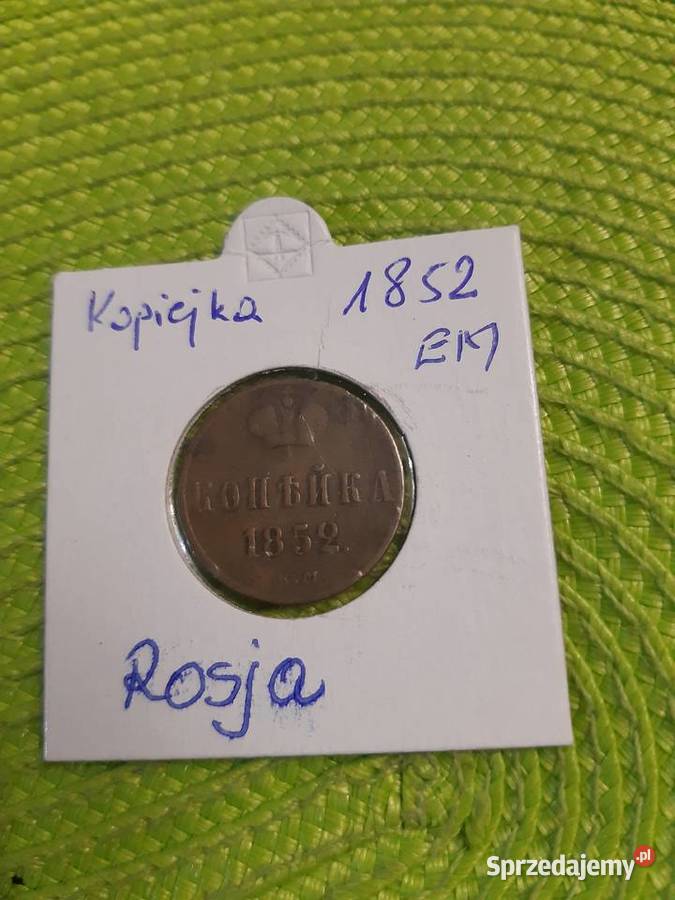 Kopiejka 1852
EM
КОПѢЙКА
1852.
Rosja
Sprzedajemy.pl